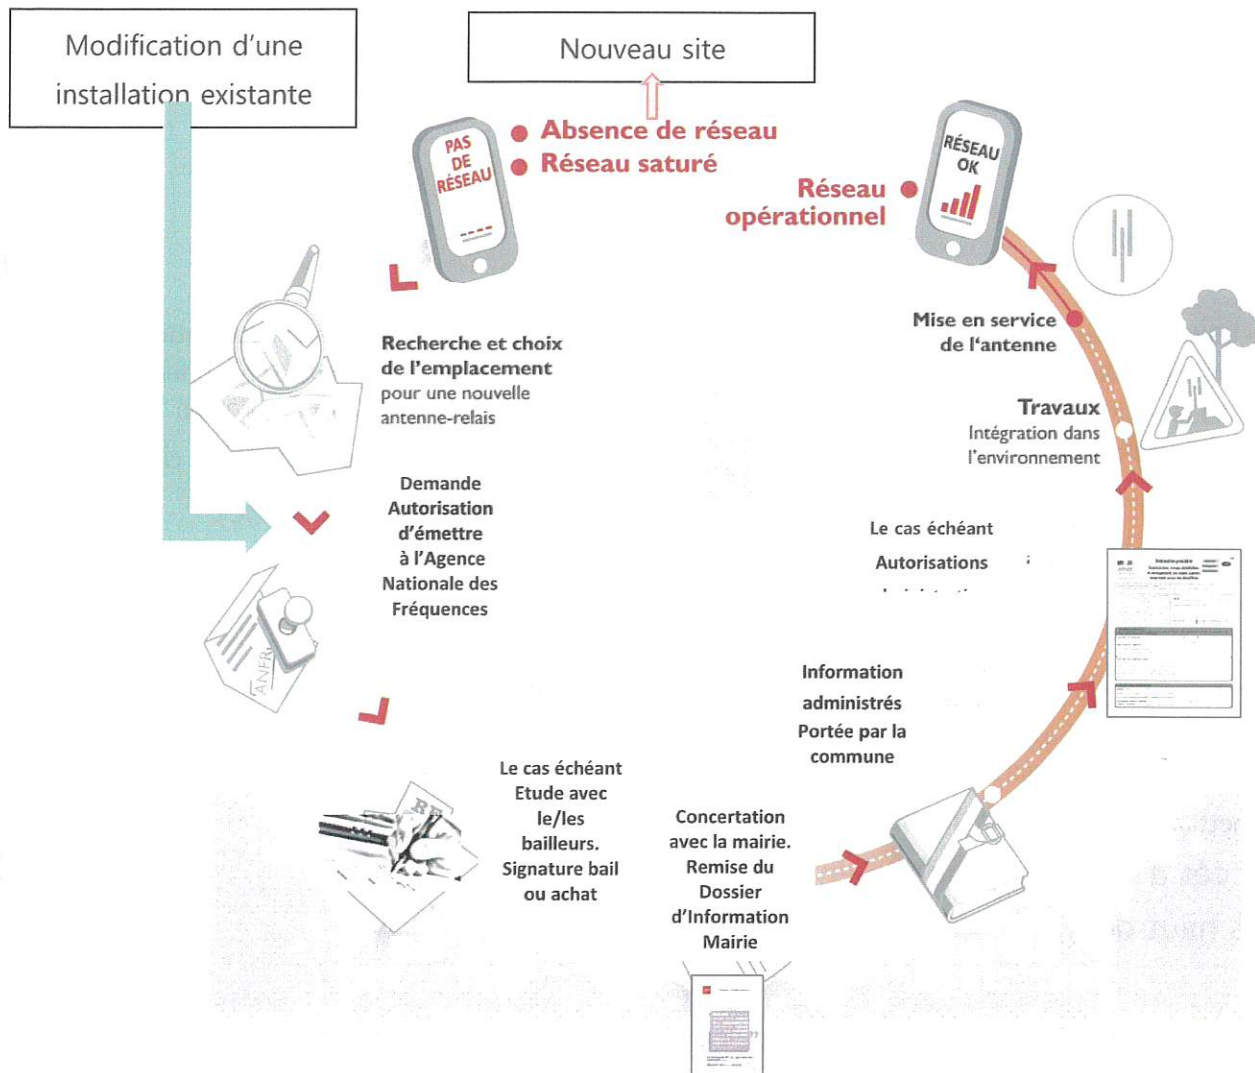 Modification d'une
installation existante
Nouveau site
PAS
DE
RÉSEAU
Absence de réseau
Réseau saturé
RÉSEAU
OK
Réseau
opérationnel
Recherche et choix
de l'emplacement
pour une nouvelle
antenne-relais
Demande
Autorisation
d'émettre
à l'Agence
Nationale des
Fréquences
ANFR
Le cas échéant
Etude avec
le/les
bailleurs.
Signature bail
ou achat
Concertation
avec la mairie.
Remise du
Dossier
d'Information
Mairie
Information
administrés
Portée par la
commune
Le cas échéant
Autorisations
Travaux
Intégration dans
l'environnement
Mise en service
de l'antenne